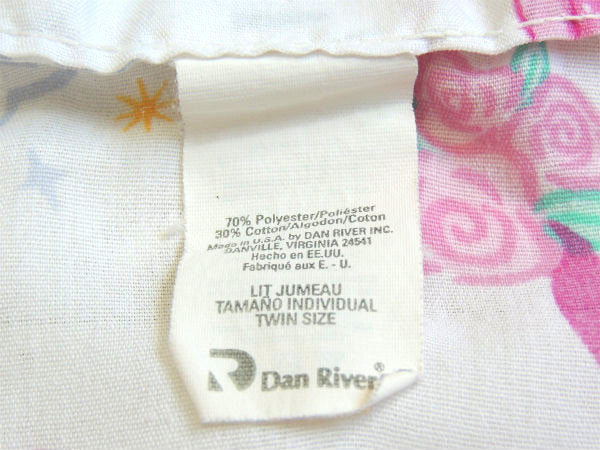 70% Polyester/Poliéster
30% Cotton/Algodon/Coton
Made in U.S.A. by DAN RIVER INC.
DANVILLE, VIRGINIA 24541
Hecho en EE.UU.
Fabriqué aux E. - U.
LIT JUMEAU
TAMAÑO INDIVIDUAL
TWIN SIZE
Dan River®